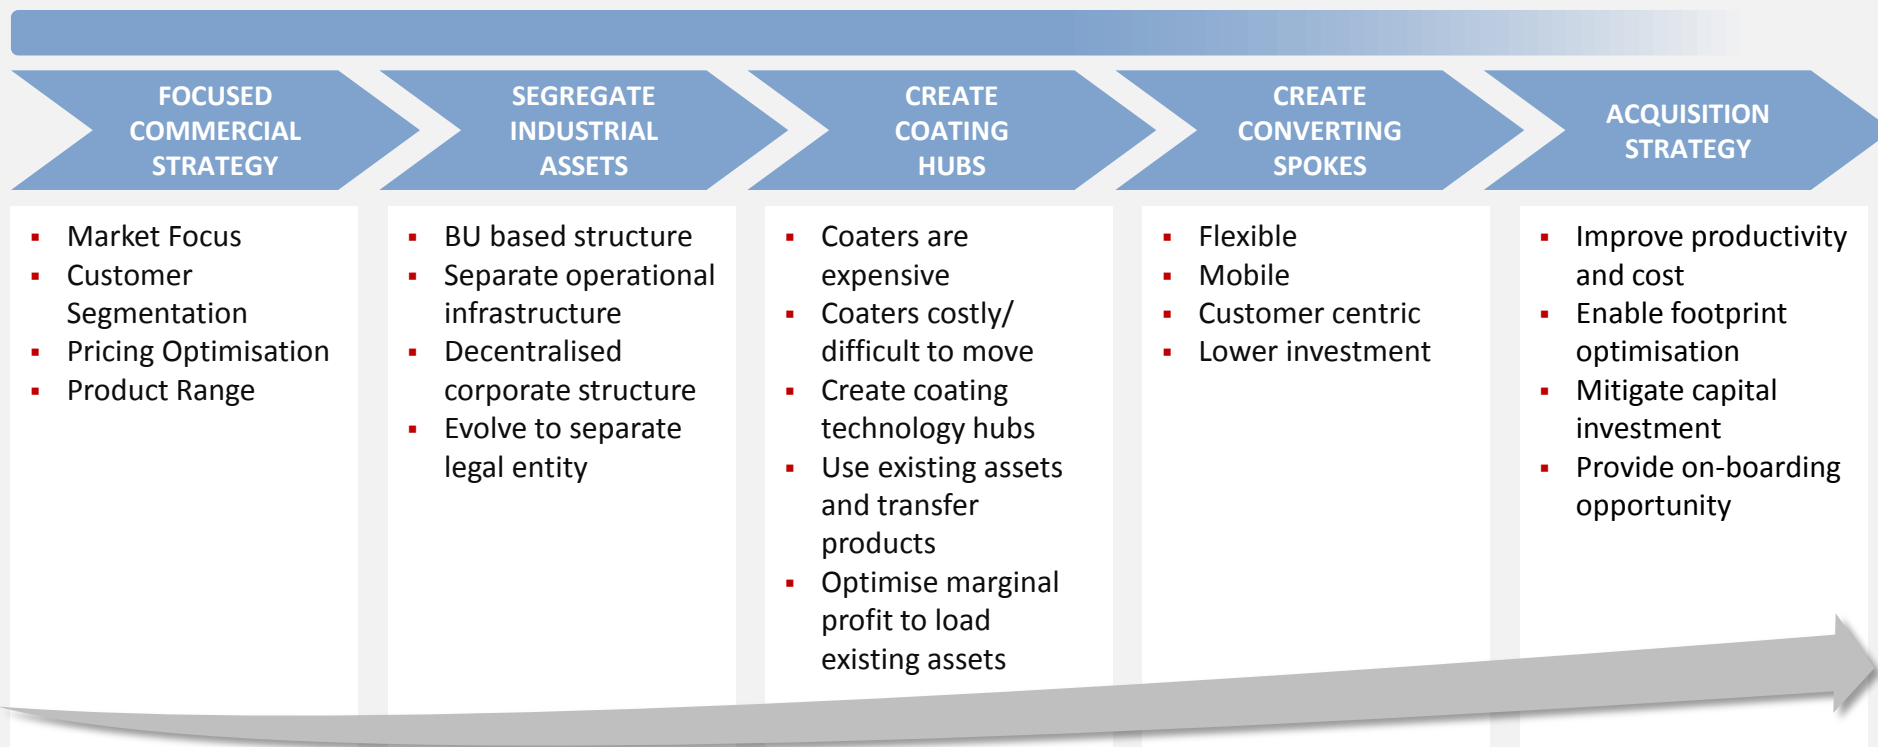 FOCUSED
COMMERCIAL
STRATEGY
SEGREGATE
INDUSTRIAL
ASSETS
CREATE
COATING
HUBS
CREATE
CONVERTING
SPOKES
ACQUISITION
STRATEGY
▪ Market Focus
▪ Customer
Segmentation
▪ Pricing Optimisation
▪ Product Range
▪ BU based structure
▪ Separate operational
infrastructure
▪ Decentralised
corporate structure
▪ Evolve to separate
legal entity
▪ Coaters are
expensive
▪ Coaters costly/
difficult to move
▪ Create coating
technology hubs
▪ Use existing assets
and transfer
products
▪ Optimise marginal
profit to load
existing assets
▪ Flexible
▪ Mobile
▪ Customer centric
▪ Lower investment
▪ Improve productivity
and cost
▪ Enable footprint
optimisation
▪ Mitigate capital
investment
▪ Provide on-boarding
opportunity